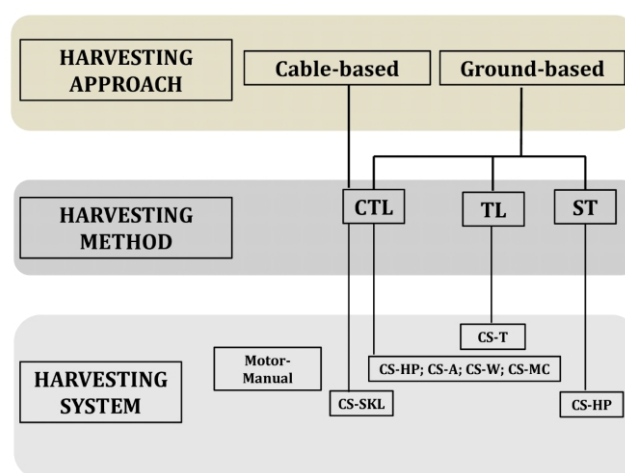 HARVESTING
APPROACH
Cable-based
Ground-based
HARVESTING
METHOD
CTL
TL
ST
HARVESTING
SYSTEM
Motor-
Manual
CS-T
CS-HP; CS-A; CS-W; CS-MC
CS-SKL
CS-HP